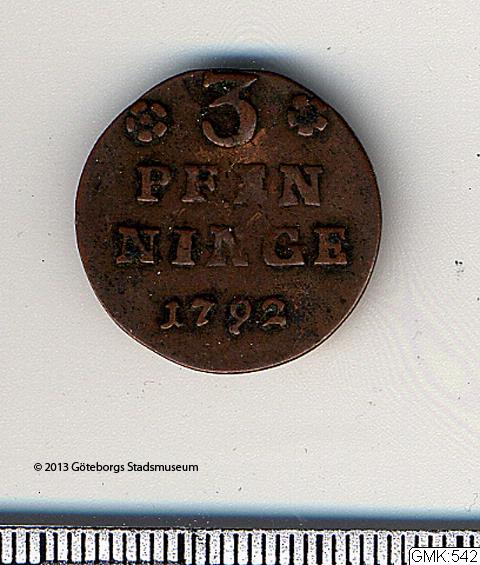 3
PFEN
NINGE
1792
© 2013 Göteborgs Stadsmuseum
GMK:542